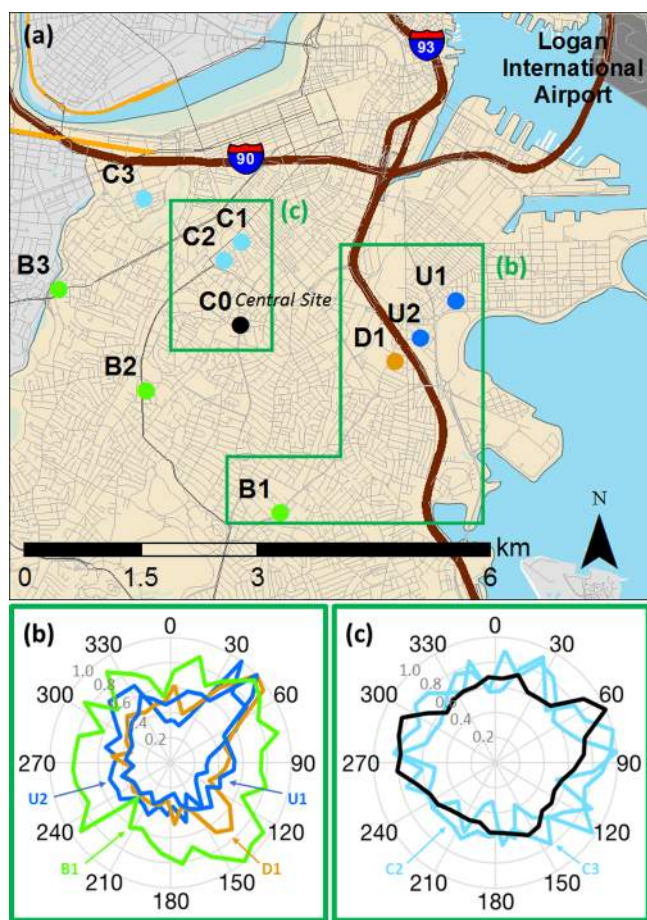 (a)
93
Logan
International
Airport
90
C3
(c)
C1
C2
B3
C0 Central Site
(b)
U1
U2
D1
B2
B1
N
km
0 1.5 3 6
(b)
0
330 30
1.0
0.8
300 0.6 60
0.4
0.2
270 90
U2 U1
240 120
B1 D1
210 150
180
(c)
0
330 30
1.0
0.8
300 0.6 60
0.4
0.2
270 90
240 120
C2 C3
210 150
180